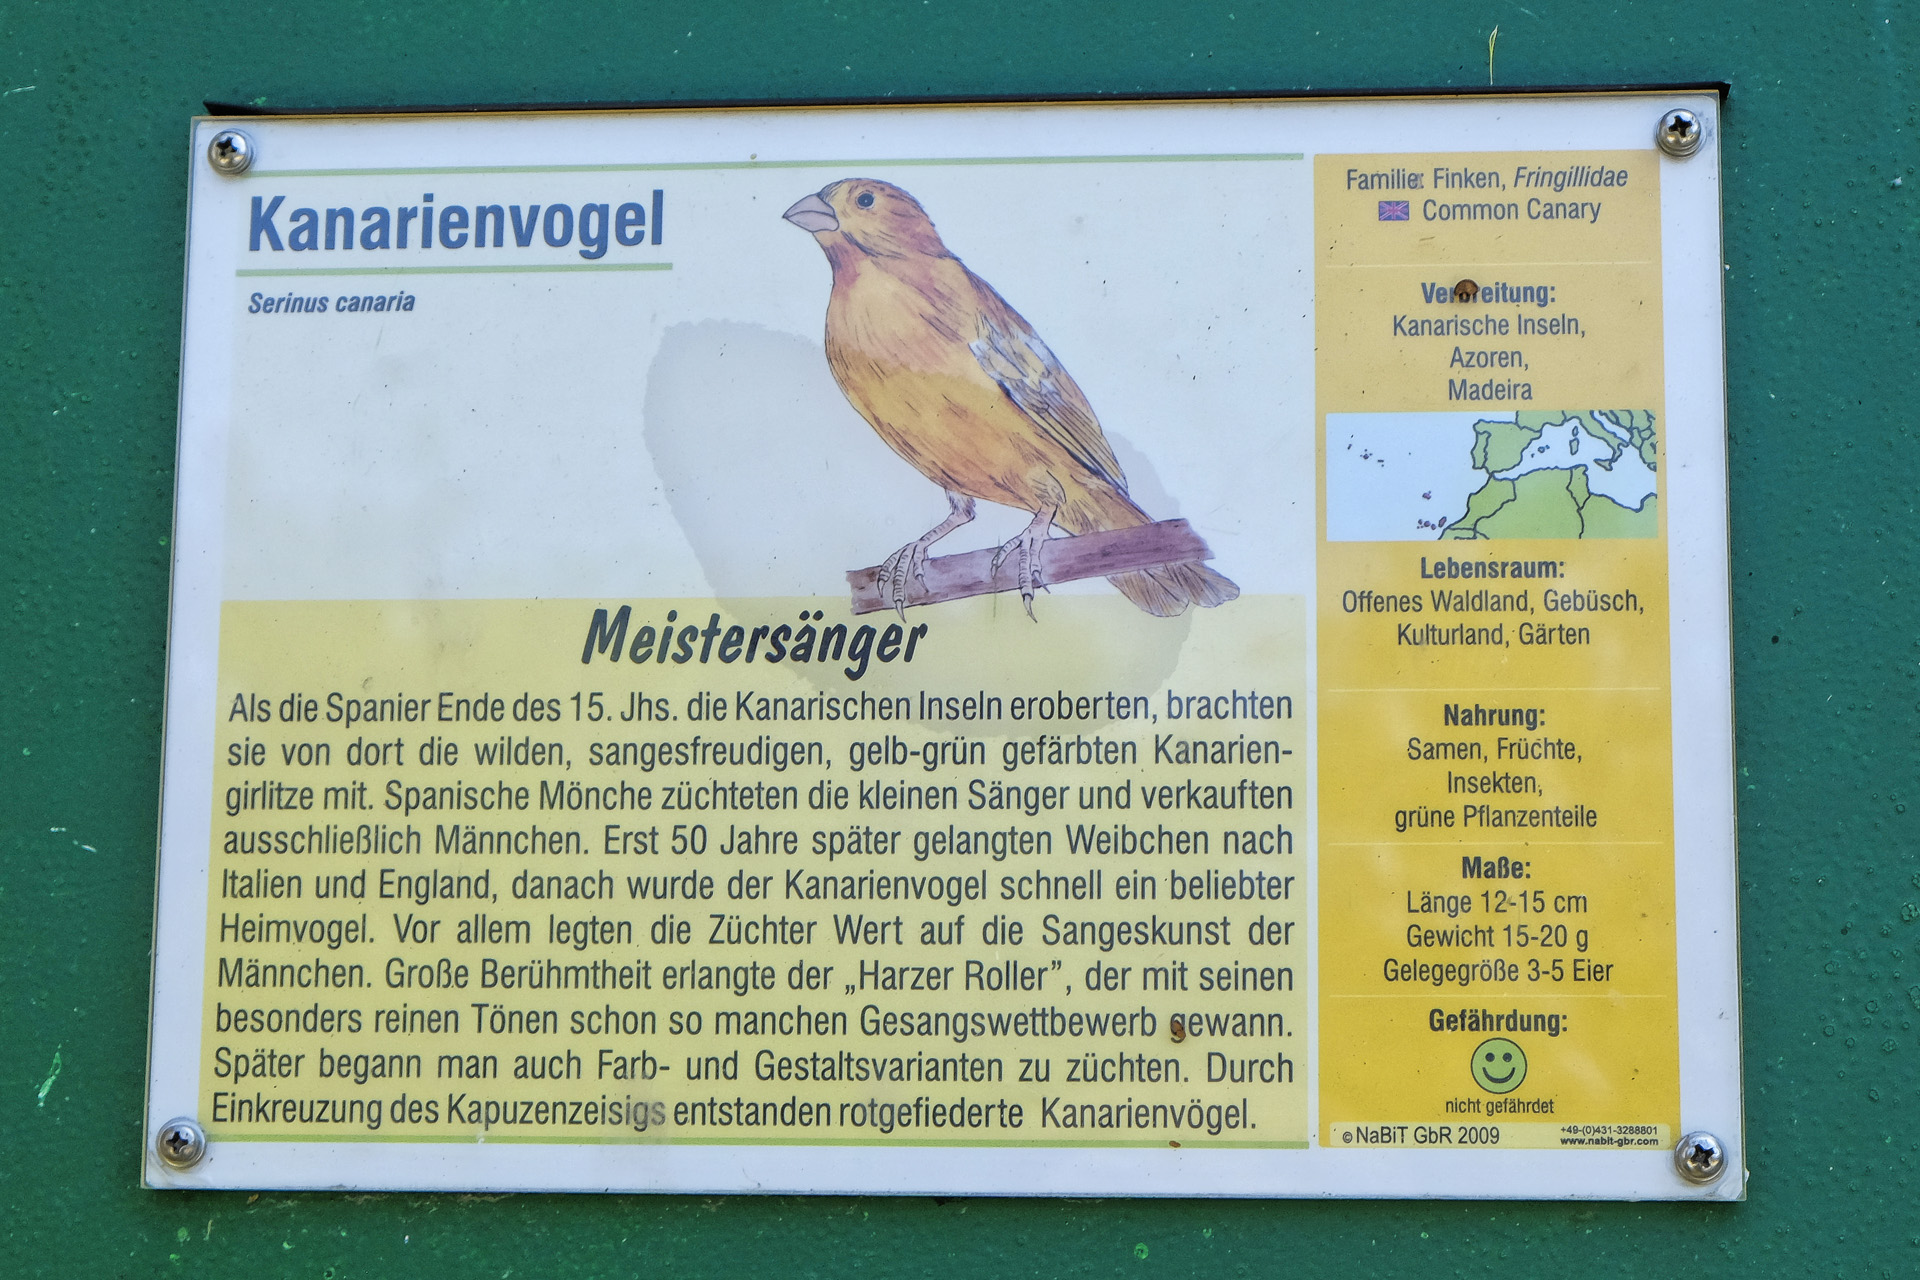 Kanarienvogel
Serinus canaria
Meistersänger
Als die Spanier Ende des 15. Jhs. die Kanarischen Inseln eroberten, brachten
sie von dort die wilden, sangesfreudigen, gelb-grün gefärbten Kanarien-
girlitze mit. Spanische Mönche züchteten die kleinen Sänger und verkauften
ausschließlich Männchen. Erst 50 Jahre später gelangten Weibchen nach
Italien und England, danach wurde der Kanarienvogel schnell ein beliebter
Heimvogel. Vor allem legten die Züchter Wert auf die Sangeskunst der
Männchen. Große Berühmtheit erlangte der „Harzer Roller”, der mit seinen
besonders reinen Tönen schon so manchen Gesangswettbewerb gewann.
Später begann man auch Farb- und Gestaltsvarianten zu züchten. Durch
Einkreuzung des Kapuzenzeisigs entstanden rotgefiederte Kanarienvögel.
Familie: Finken, Fringillidae
Common Canary
Verbreitung:
Kanarische Inseln,
Azoren,
Madeira
Lebensraum:
Offenes Waldland, Gebüsch,
Kulturland, Gärten
Nahrung:
Samen, Früchte,
Insekten,
grüne Pflanzenteile
Maße:
Länge 12-15 cm
Gewicht 15-20 g
Gelegegröße 3-5 Eier
Gefährdung:
nicht gefährdet
© NaBiT GbR 2009
+49-(0)431-3288801
www.nabit-gbr.com